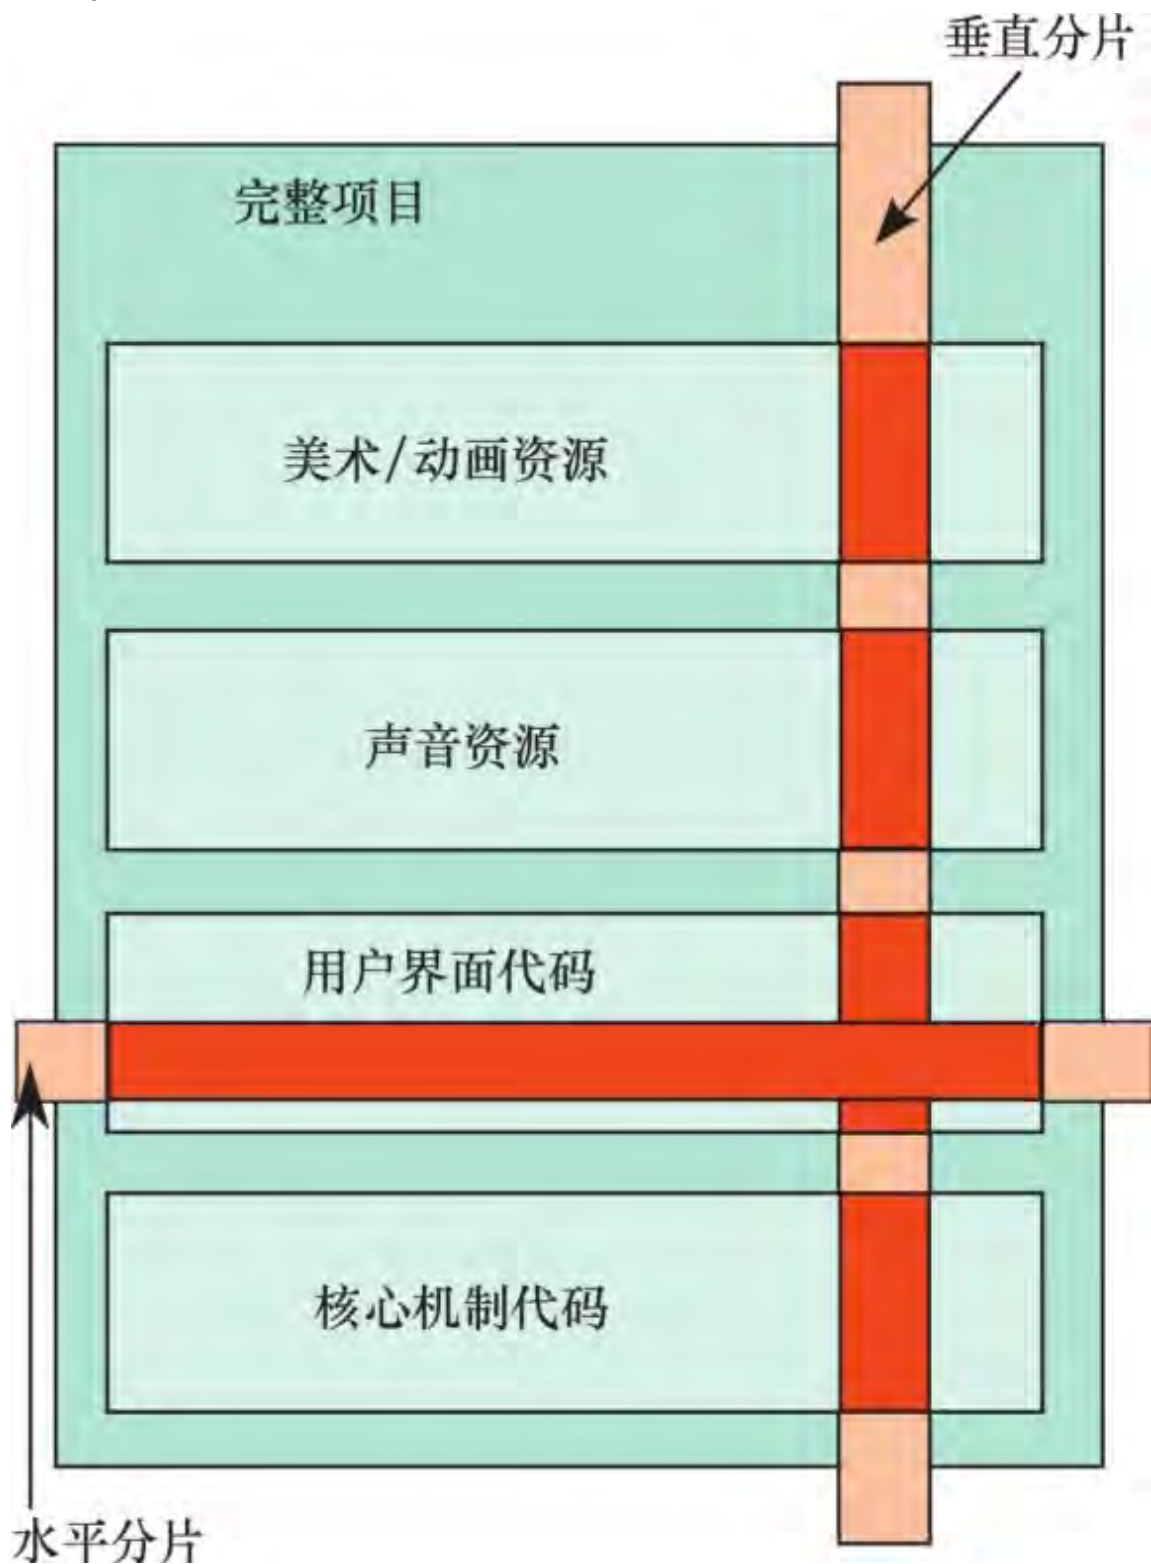 垂直分片
完整项目
美术/动画资源
声音资源
用户界面代码
核心机制代码
水平分片